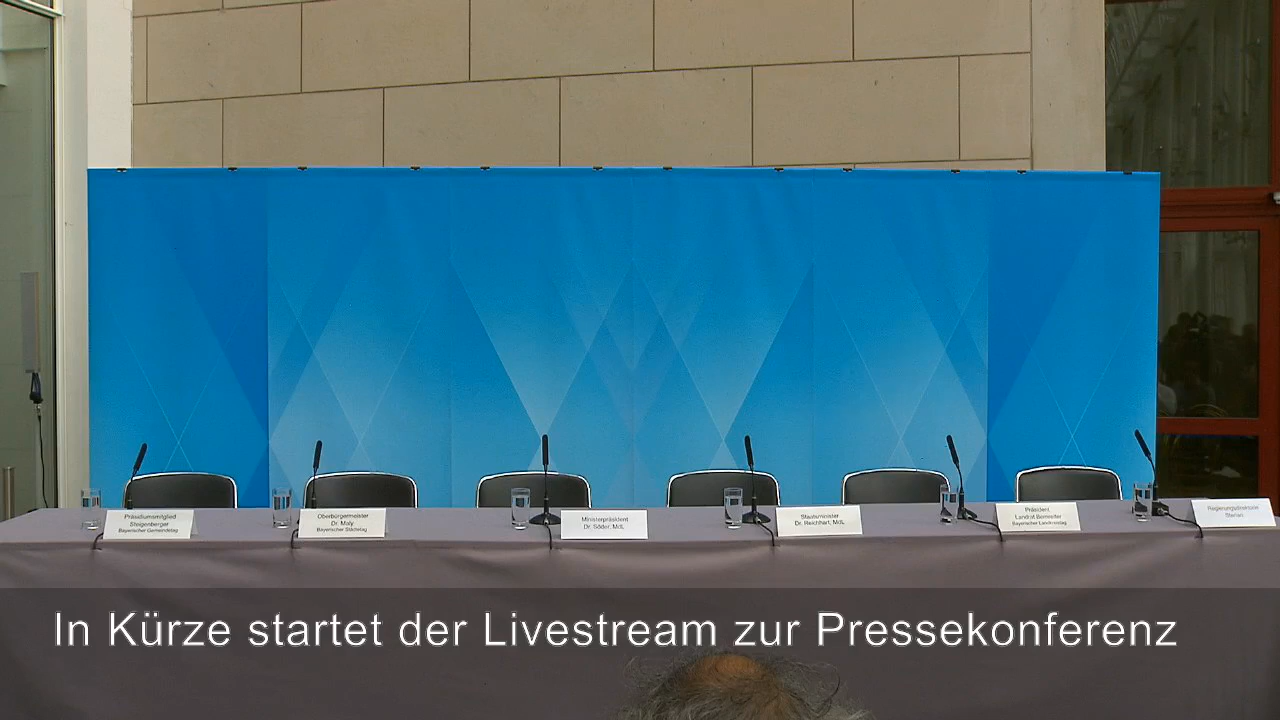 Präsidiumsmitglied
Steigenberger
Bayerischer Gemeindetag
Oberbürgermeister
Dr. Maly
Bayerischer Städtetag
Ministerpräsident
Dr. Söder, MdL
Staatsminister
Dr. Reichhart, MdL
Präsident
Landrat Bernreiter
Bayerischer Landkreistag
Stefan
In Kürze startet der Livestream zur Pressekonferenz